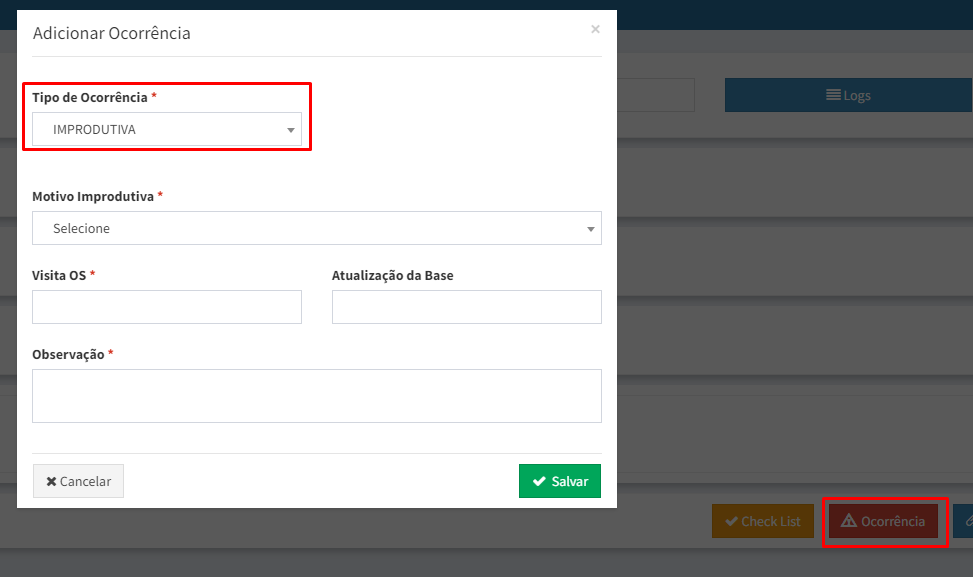 Adicionar Ocorrência ×
Tipo de Ocorrência *
IMPRODUTIVA
Logs
Motivo Improdutiva *
Selecione
Visita OS * Atualização da Base
Observação *
Cancelar Salvar
Check List Ocorrência